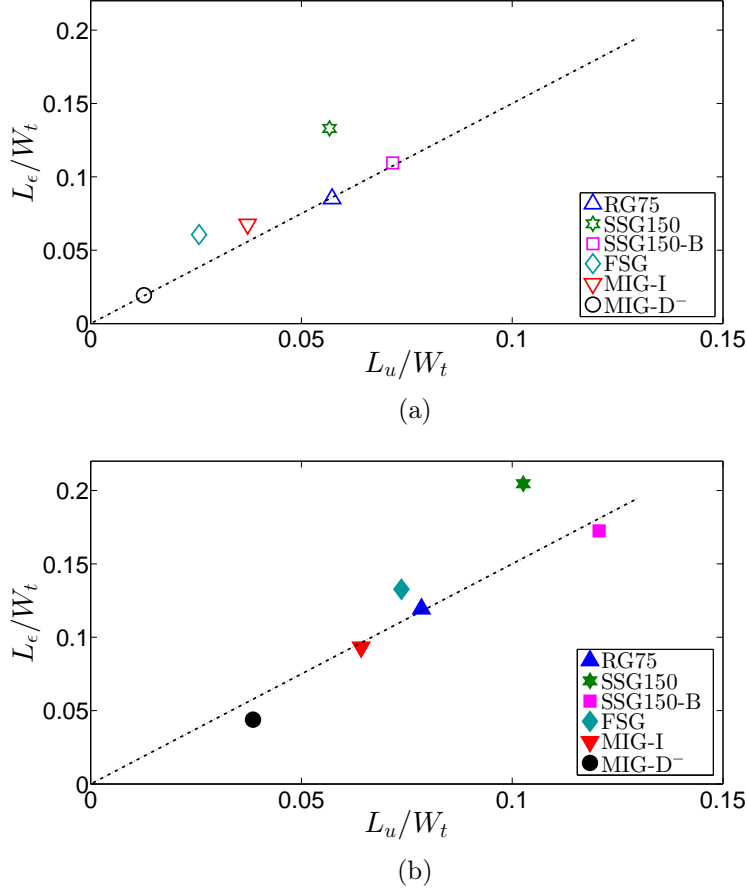 0.2
0.15
0.1
0.05
0
L_ϵ/W_t
0 0.05 0.1 0.15
L_u/W_t
RG75
SSG150
SSG150-B
FSG
MIG-I
MIG-D⁻
(a)
0.2
0.15
0.1
0.05
0
L_ϵ/W_t
0 0.05 0.1 0.15
L_u/W_t
RG75
SSG150
SSG150-B
FSG
MIG-I
MIG-D⁻
(b)